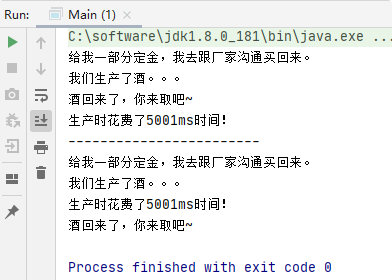 Run:
Main (1) ×
C:\software\jdk1.8.0_181\bin\java.exe ...
给我一部分定金，我去跟厂家沟通买回来。
我们生产了酒。。。
酒回来了，你来取吧~
生产时花费了5001ms时间!
-------------------------
给我一部分定金，我去跟厂家沟通买回来。
我们生产了酒。。。
生产时花费了5001ms时间!
酒回来了，你来取吧~
Process finished with exit code 0